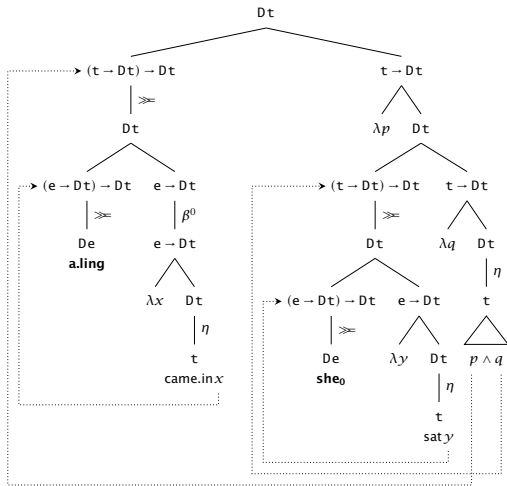 Dt
(t → Dt) → Dt t → Dt
≫= λp Dt
Dt
(e → Dt) → Dt e → Dt (t → Dt) → Dt t → Dt
≫= β⁰ ≫= λq Dt
De e → Dt Dt η
a.ling
λx Dt (e → Dt) → Dt e → Dt t
η ≫= p ∧ q
t De λy Dt
came.in x she₀ η
t
sat y